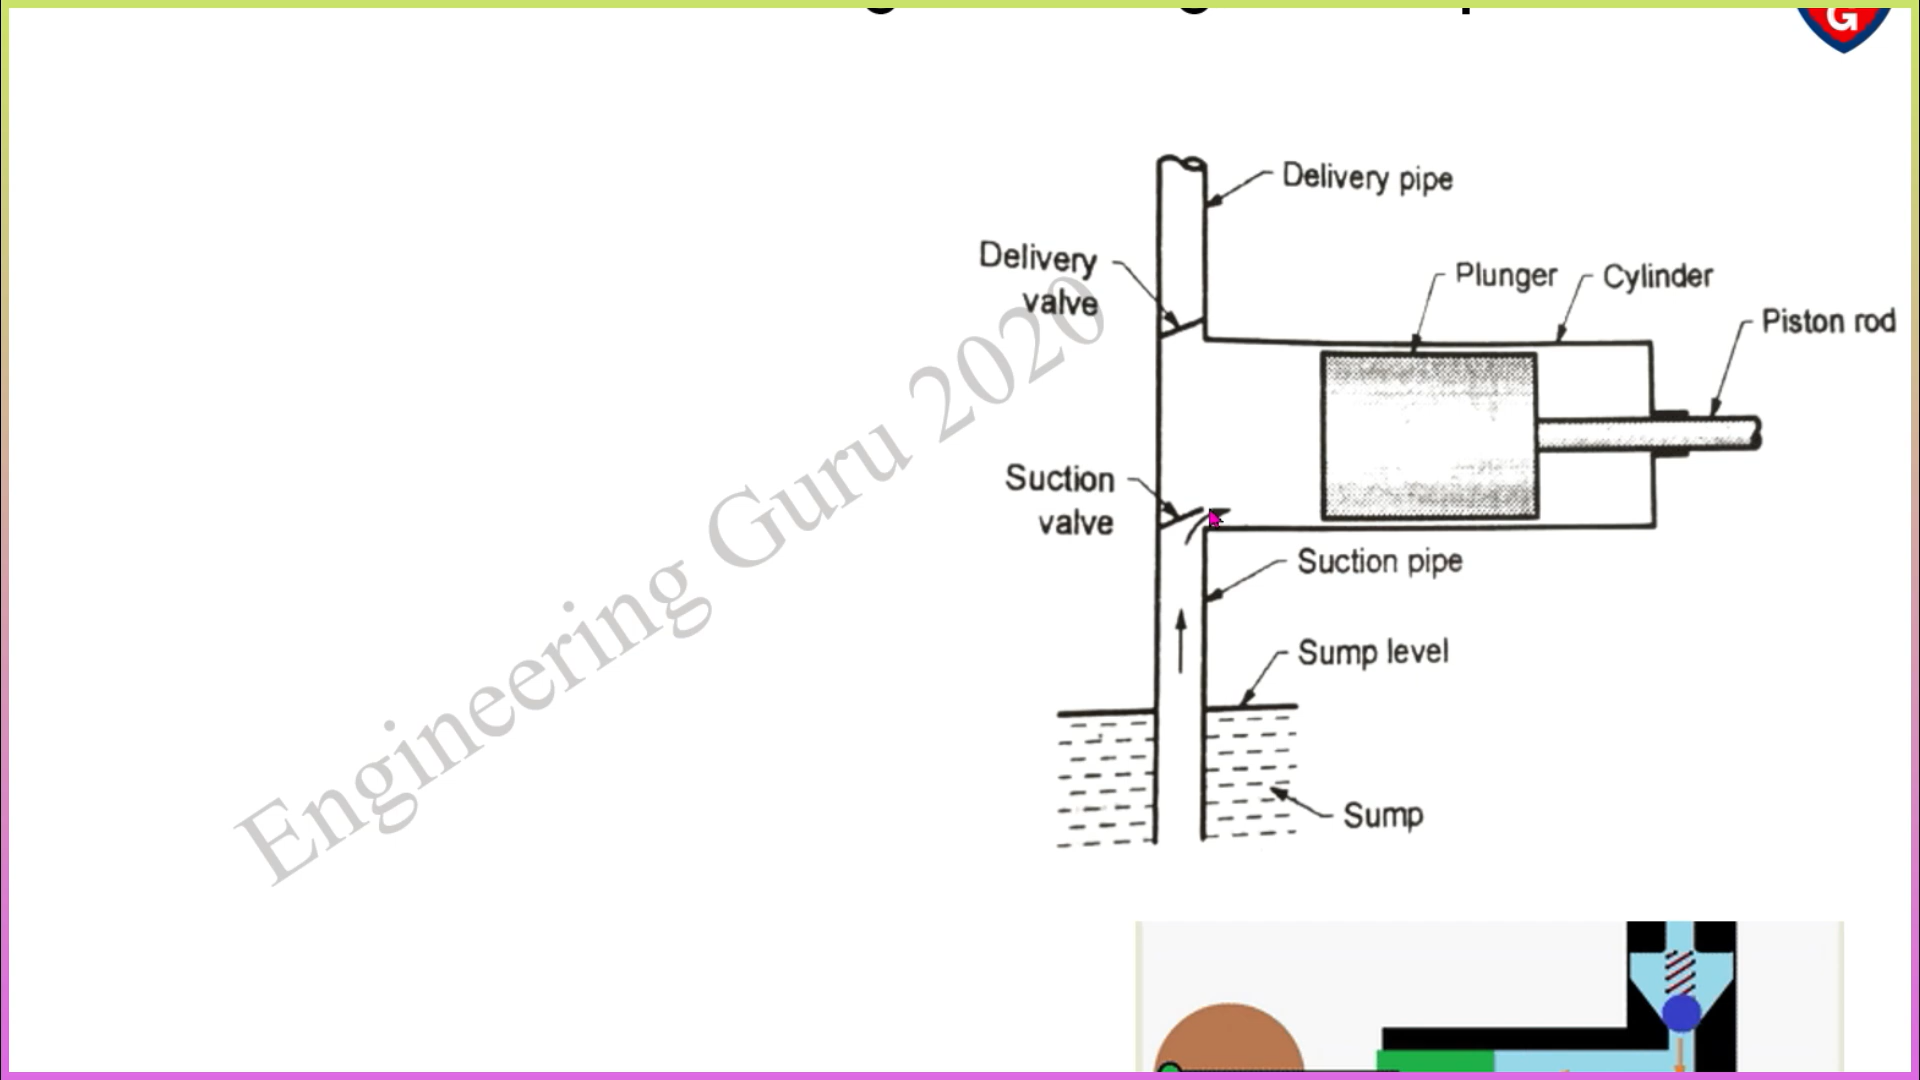 G
Delivery pipe
Delivery
valve
Plunger
Cylinder
Piston rod
Suction
valve
Suction pipe
Sump level
Sump
Engineering Guru 2020